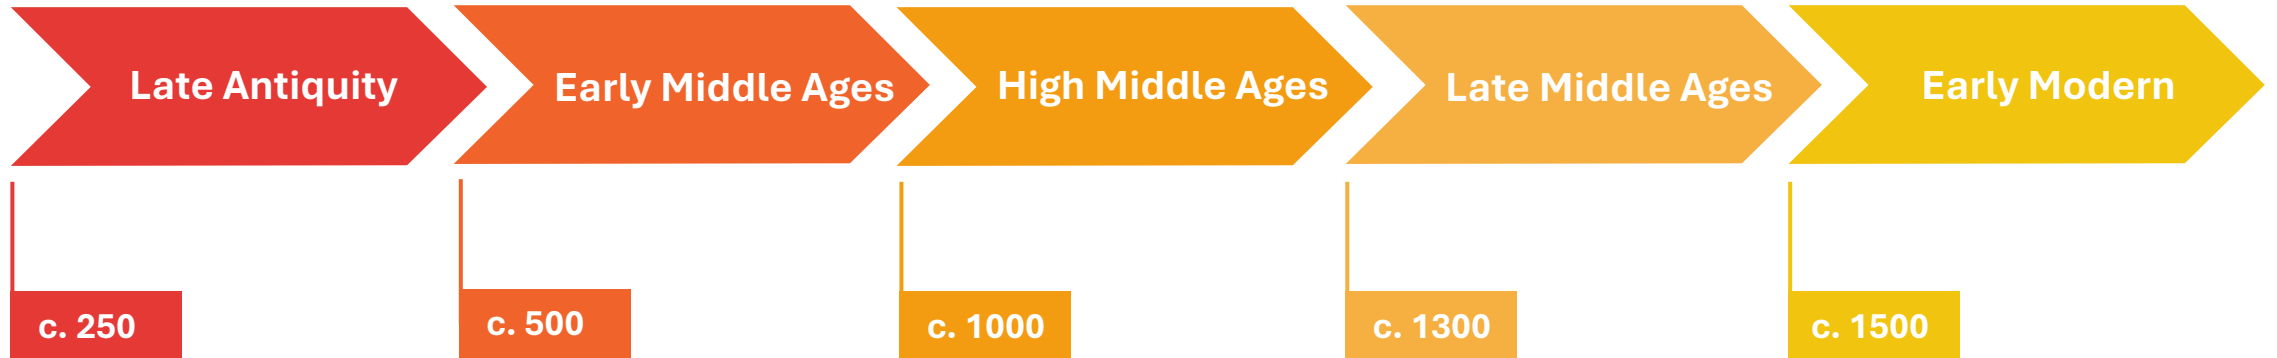 Late Antiquity
Early Middle Ages
High Middle Ages
Late Middle Ages
Early Modern
c. 250
c. 500
c. 1000
c. 1300
c. 1500